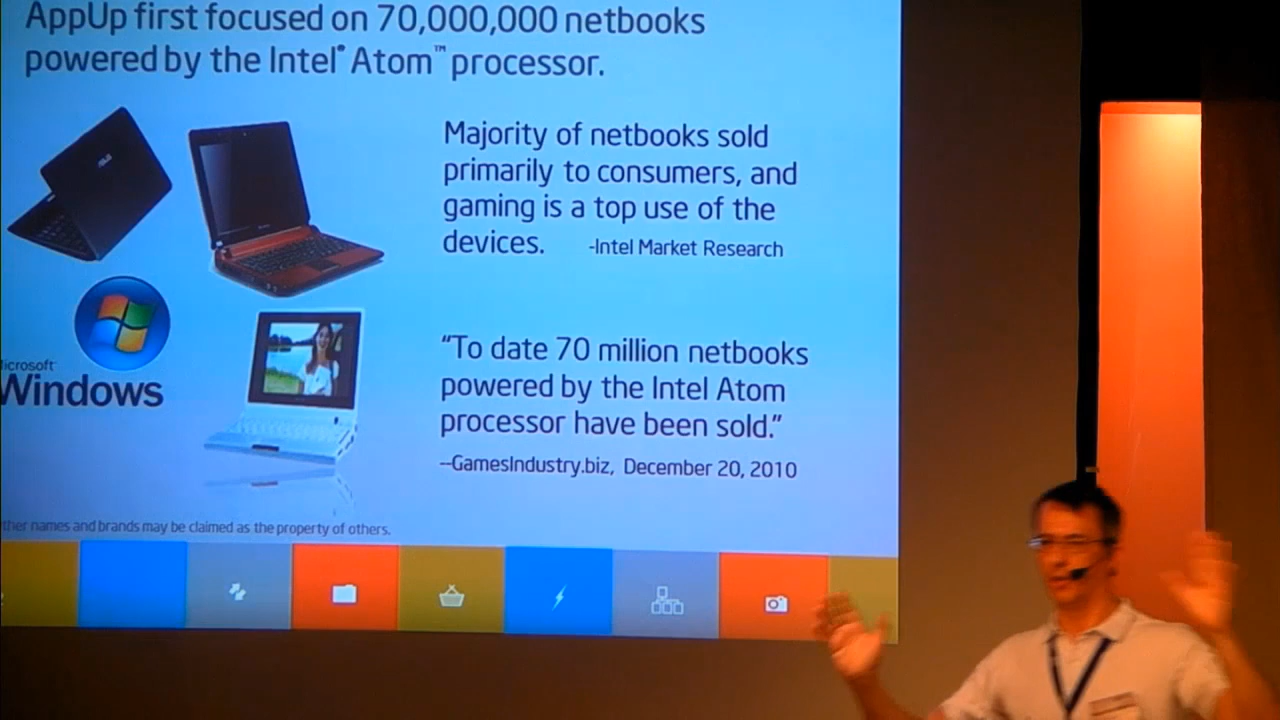 AppUp first focused on 70,000,000 netbooks
powered by the Intel® Atom™ processor.
Majority of netbooks sold
primarily to consumers, and
gaming is a top use of the
devices. -Intel Market Research
ASUS
icrosoft
Windows
“To date 70 million netbooks
powered by the Intel Atom
processor have been sold.”
--GamesIndustry.biz, December 20, 2010
ther names and brands may be claimed as the property of others.